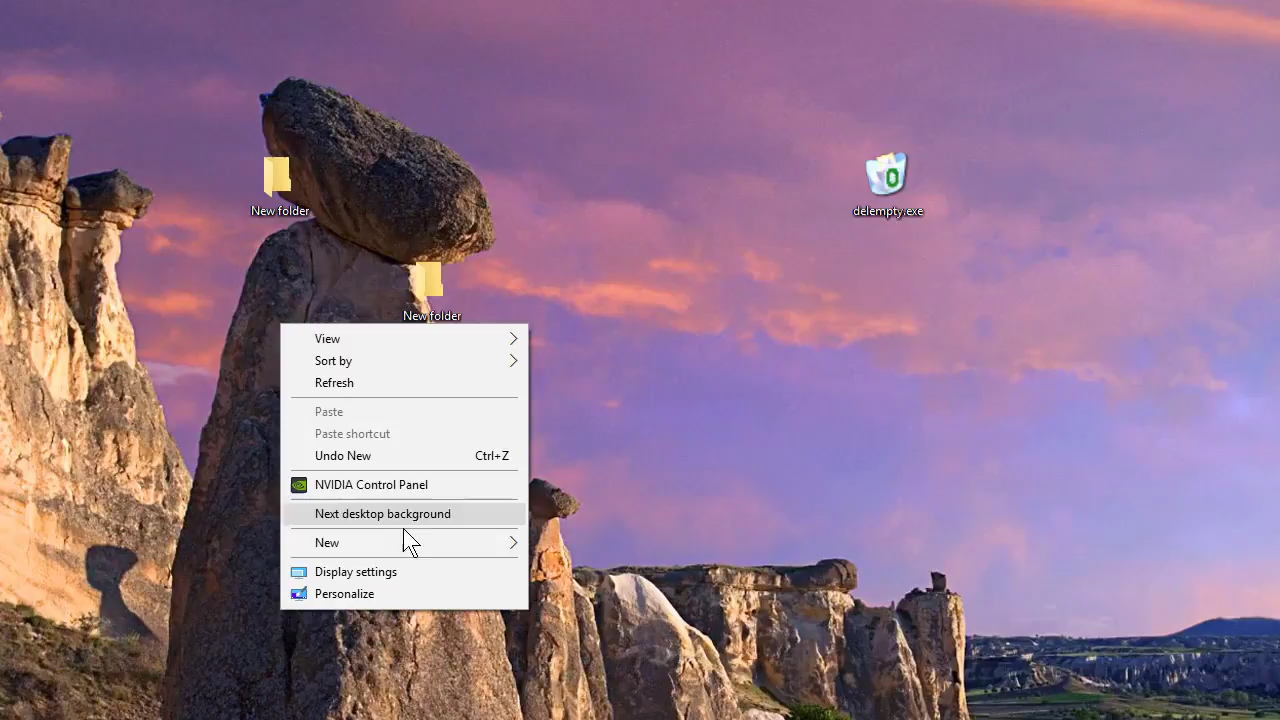 New folder
delempty.exe
New folder
View
Sort by
Refresh
Paste
Paste shortcut
Undo New Ctrl+Z
NVIDIA Control Panel
Next desktop background
New
Display settings
Personalize